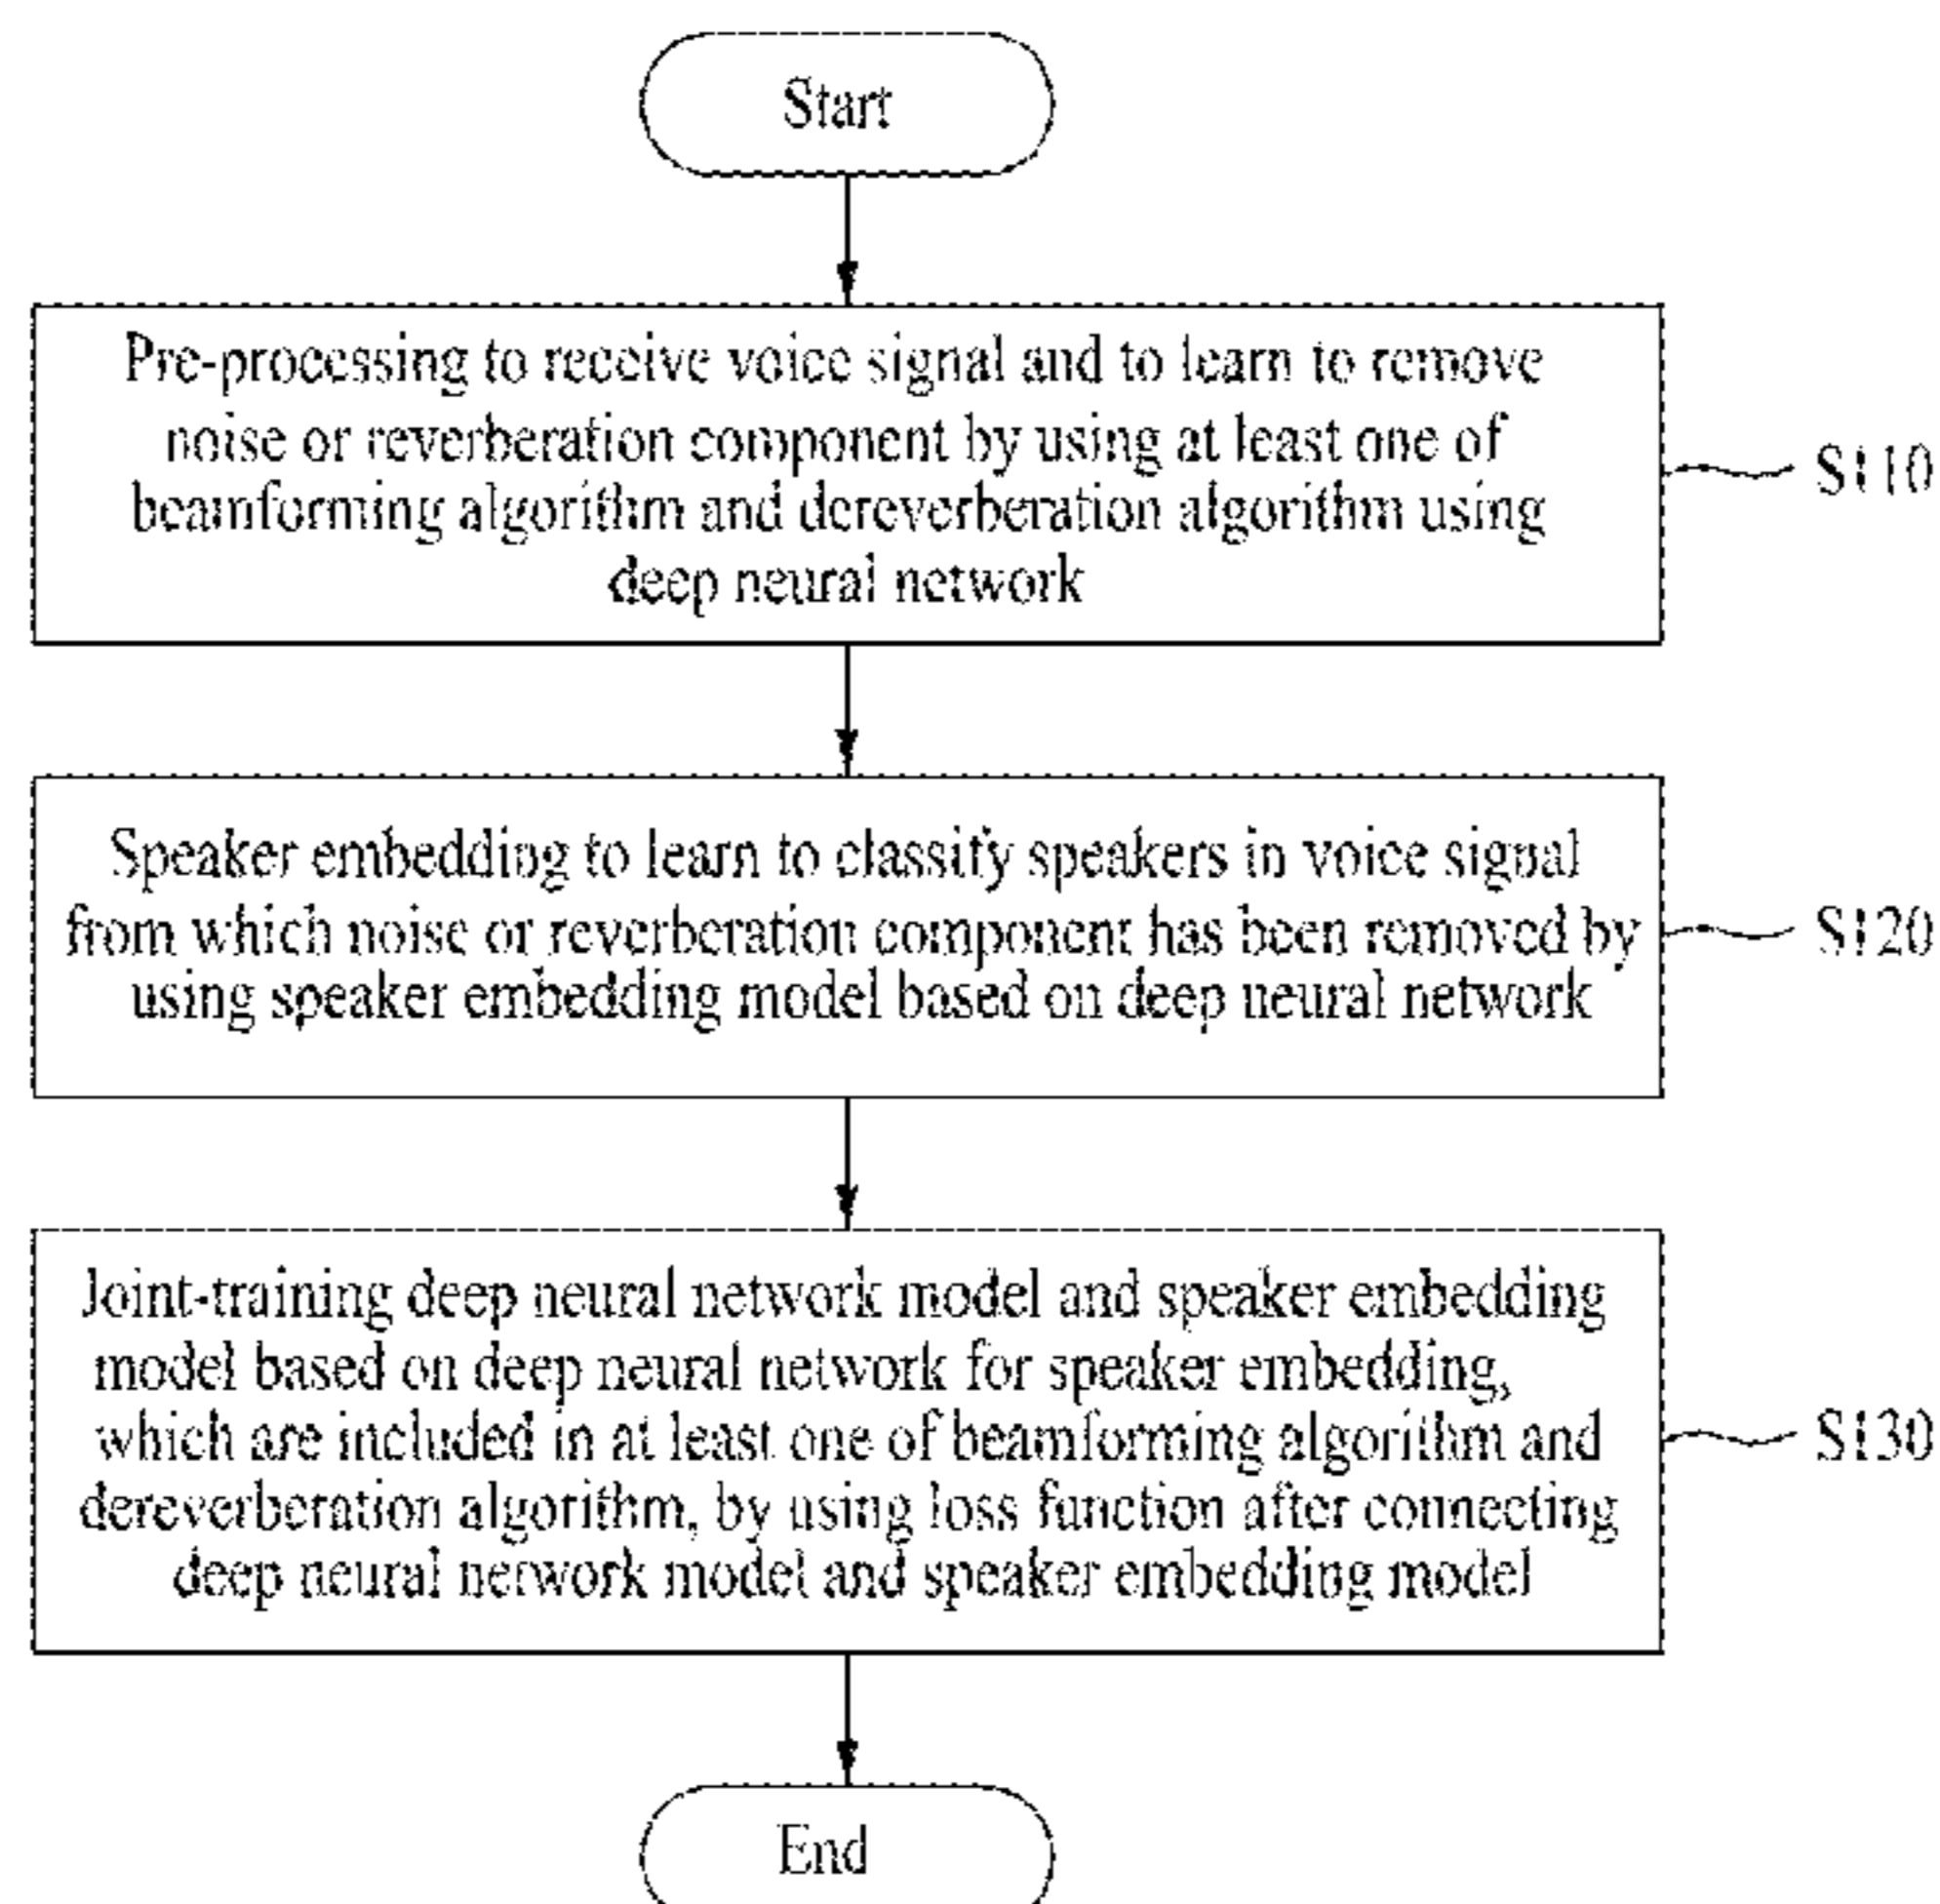 Start
Pre-processing to receive voice signal and to learn to remove
noise or reverberation component by using at least one of
beamforming algorithm and dereverberation algorithm using
deep neural network
S110
Speaker embedding to learn to classify speakers in voice signal
from which noise or reverberation component has been removed by
using speaker embedding model based on deep neural network
S120
Joint-training deep neural network model and speaker embedding
model based on deep neural network for speaker embedding,
which are included in at least one of beamforming algorithm and
dereverberation algorithm, by using loss function after connecting
deep neural network model and speaker embedding model
S130
End